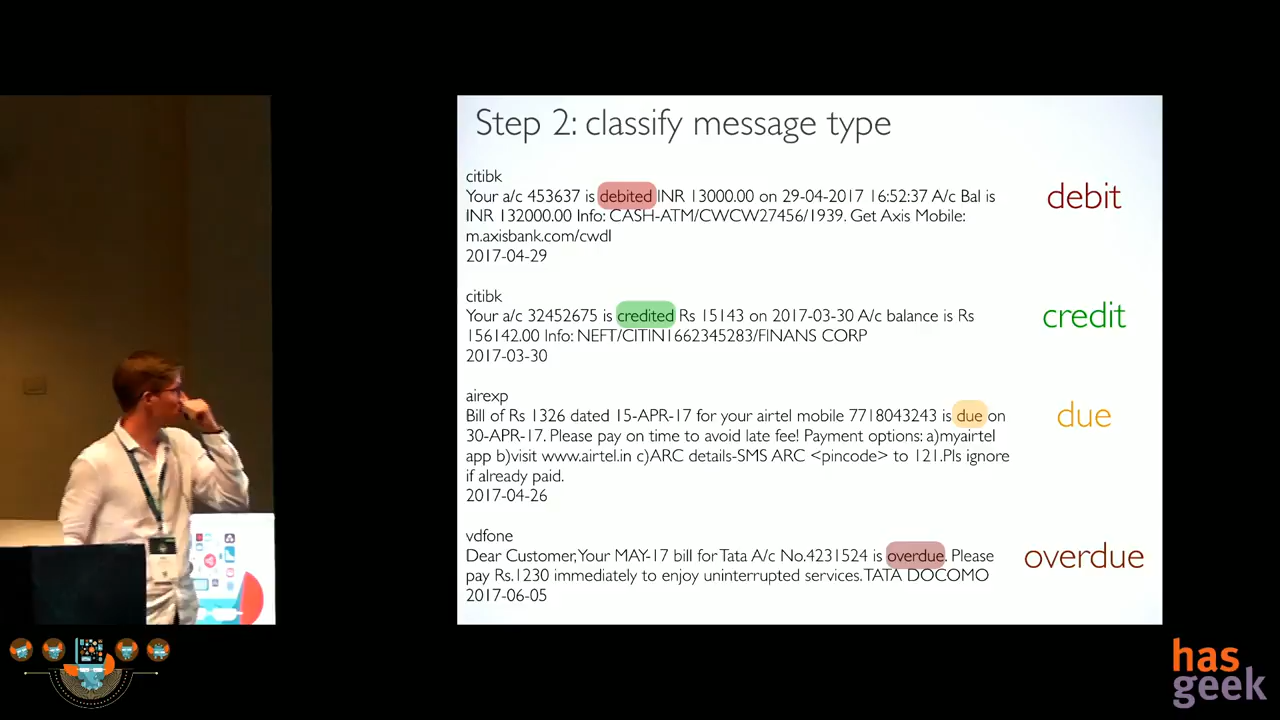 Step 2: classify message type
citibk
Your a/c 453637 is debited INR 13000.00 on 29-04-2017 16:52:37 A/c Bal is
INR 132000.00 Info: CASH-ATM/CWCW27456/1939. Get Axis Mobile:
m.axisbank.com/cwdl
2017-04-29
debit
citibk
Your a/c 32452675 is credited Rs 15143 on 2017-03-30 A/c balance is Rs
156142.00 Info: NEFT/CITIN1662345283/FINANS CORP
2017-03-30
credit
airexp
Bill of Rs 1326 dated 15-APR-17 for your airtel mobile 7718043243 is due on
30-APR-17. Please pay on time to avoid late fee! Payment options: a)myairtel
app b)visit www.airtel.in c)ARC details-SMS ARC <pincode> to 121.Pls ignore
if already paid.
2017-04-26
due
vdfone
Dear Customer,Your MAY-17 bill for Tata A/c No.4231524 is overdue. Please
pay Rs.1230 immediately to enjoy uninterrupted services.TATA DOCOMO
2017-06-05
overdue
has
geek